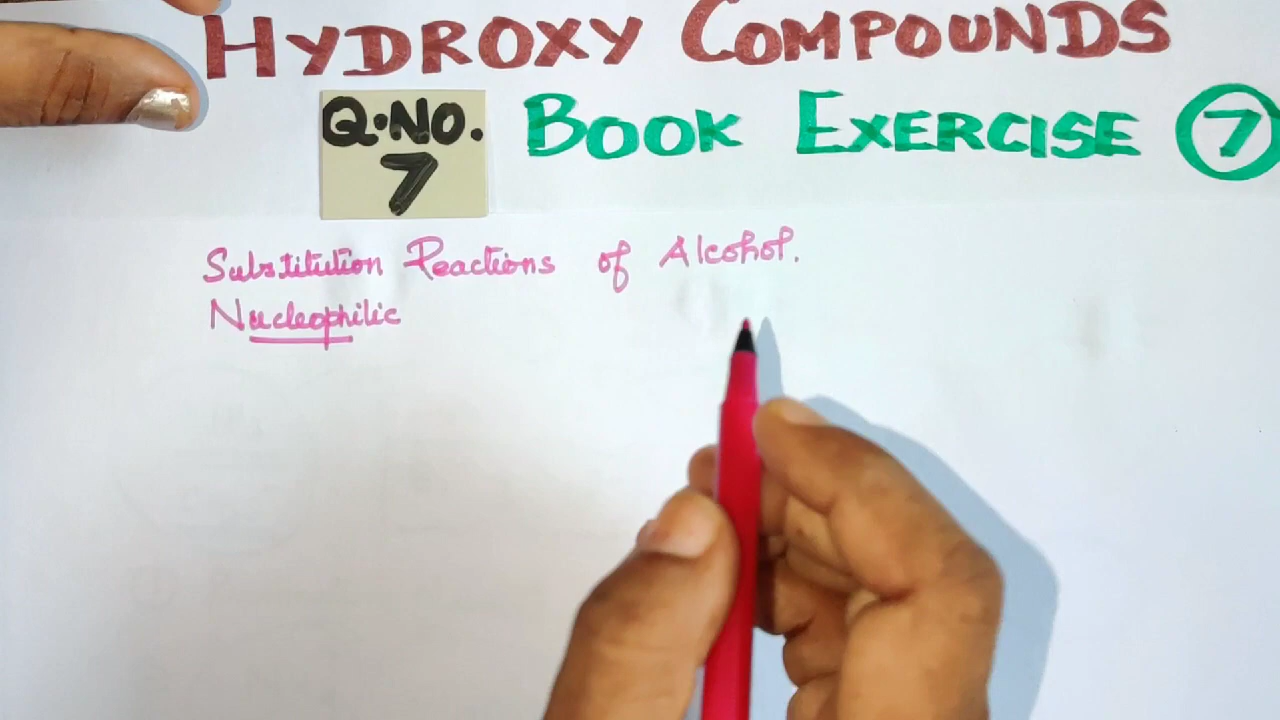 HYDROXY COMPOUNDS
Q.NO. 7
BOOK EXERCISE 7
Substitution Reactions of Alcohol.
Nucleophilic